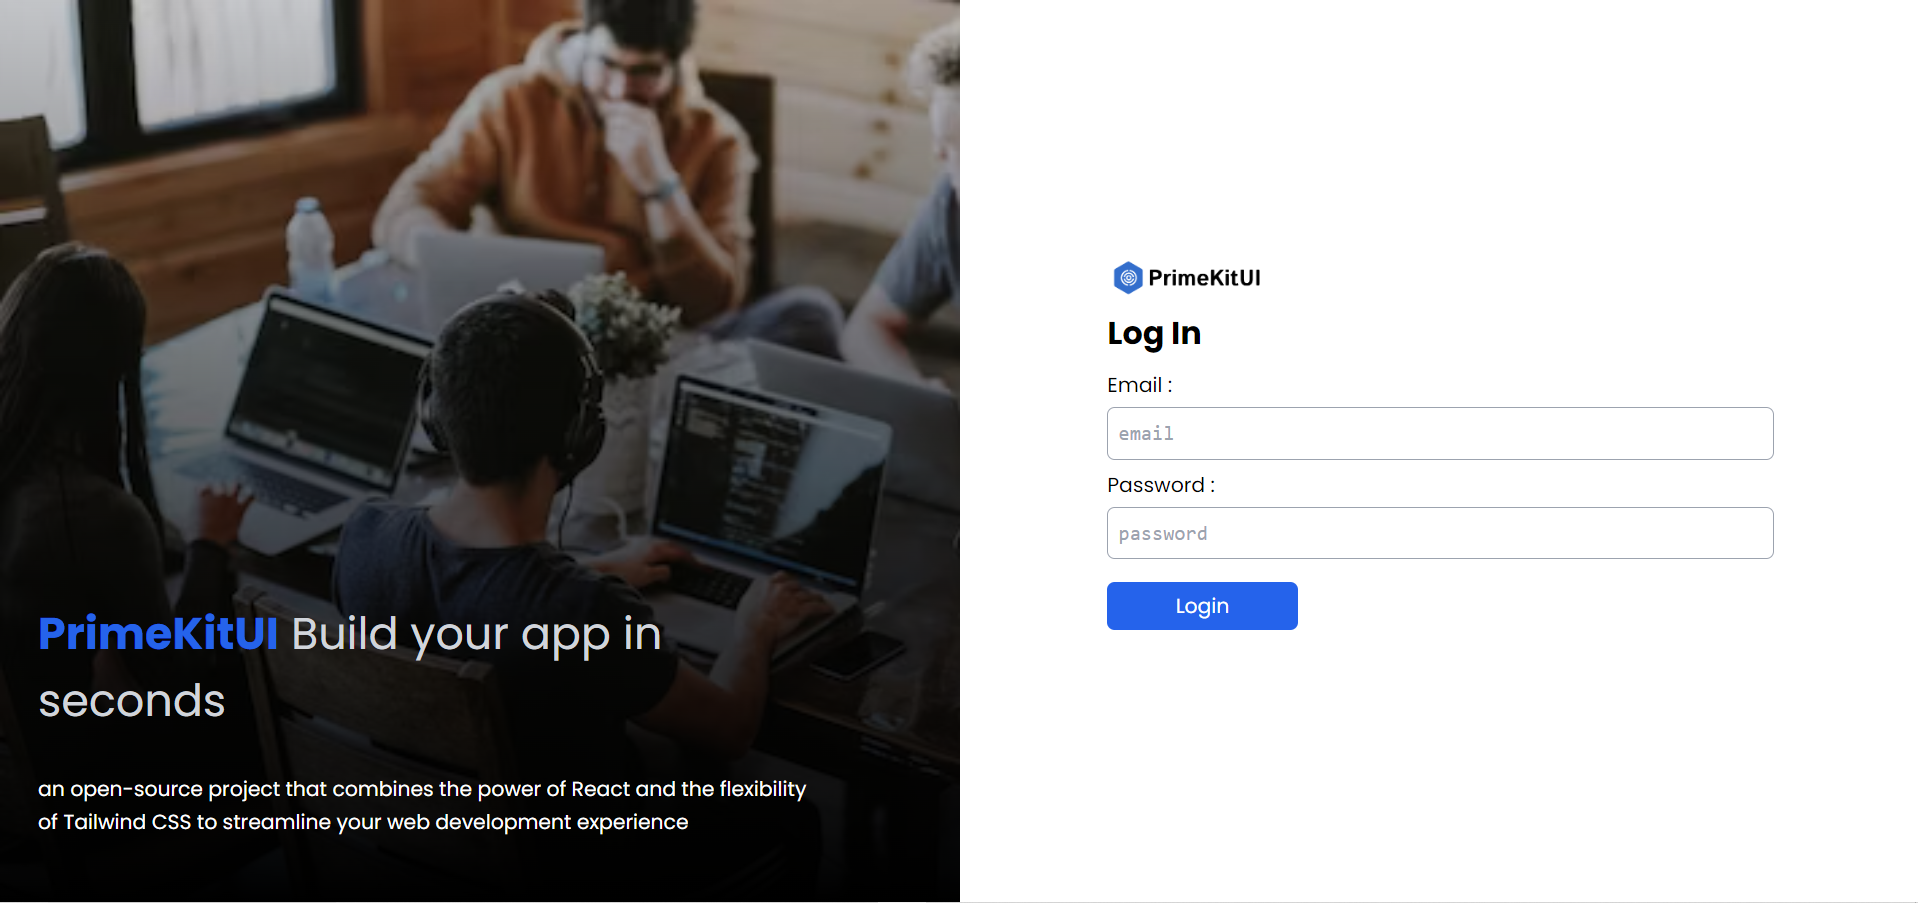 PrimeKitUI Build your app in
seconds
an open-source project that combines the power of React and the flexibility
of Tailwind CSS to streamline your web development experience
PrimeKitUI
Log In
Email :
email
Password :
password
Login